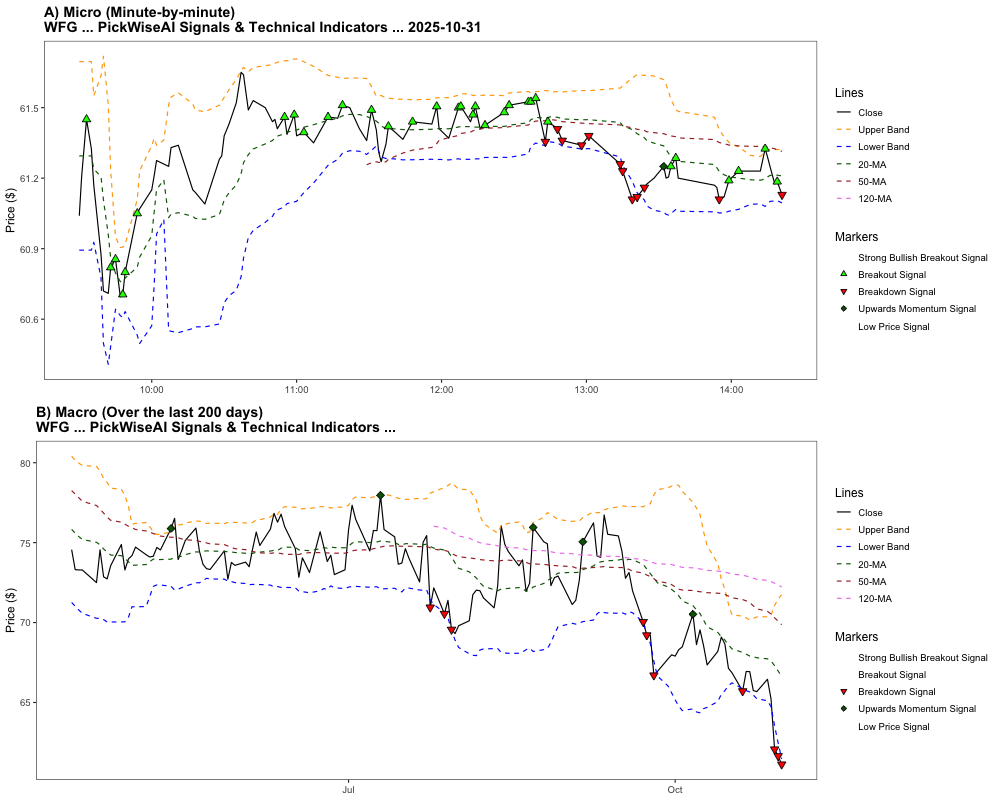 A) Micro (Minute-by-minute)
WFG ... PickWiseAI Signals & Technical Indicators ... 2025-10-31
Price ($)
61.5
61.2
60.9
60.6
10:00
11:00
12:00
13:00
14:00
Lines
Close
Upper Band
Lower Band
20-MA
50-MA
120-MA
Markers
Strong Bullish Breakout Signal
Breakout Signal
Breakdown Signal
Upwards Momentum Signal
Low Price Signal
B) Macro (Over the last 200 days)
WFG ... PickWiseAI Signals & Technical Indicators ...
Price ($)
80
75
70
65
Jul
Oct
Lines
Close
Upper Band
Lower Band
20-MA
50-MA
120-MA
Markers
Strong Bullish Breakout Signal
Breakout Signal
Breakdown Signal
Upwards Momentum Signal
Low Price Signal